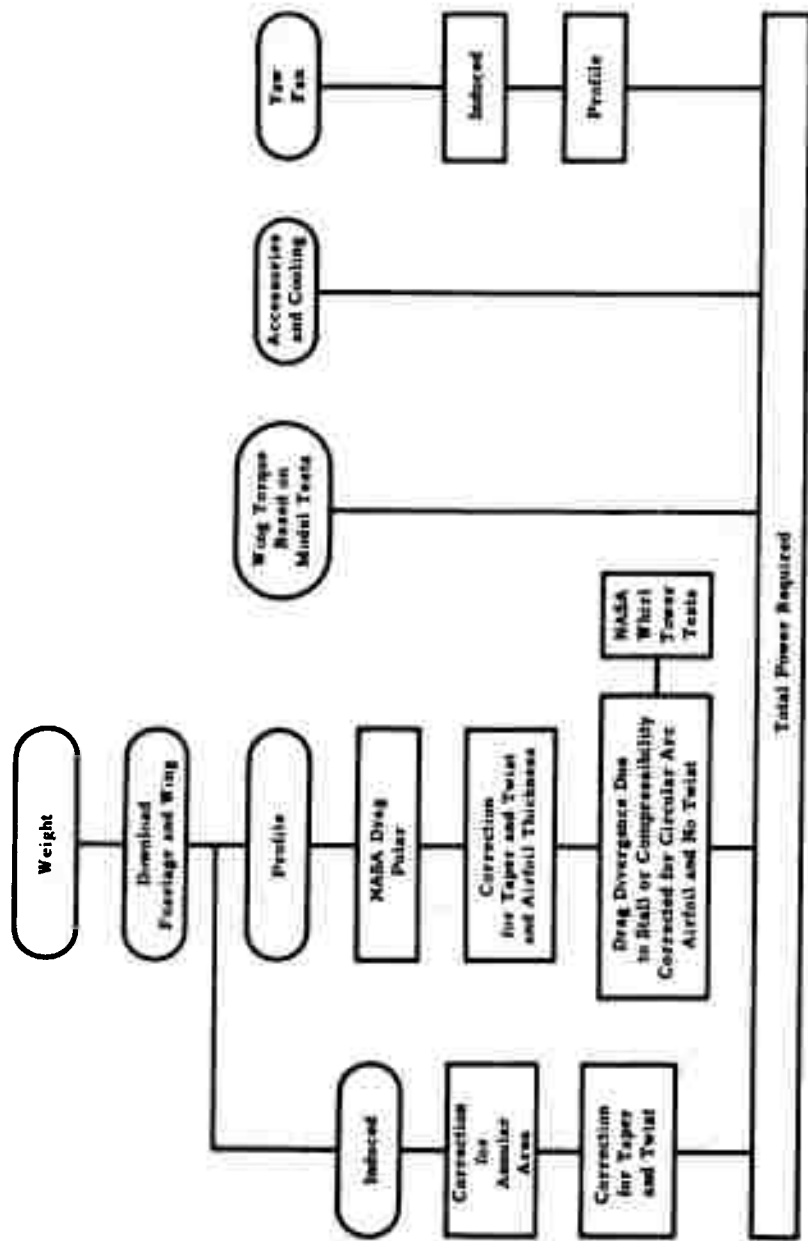 Weight
Download
Fuselage and Wing
Induced
Correction
for
Annular
Area
Correction
for Taper
and Twist
Profile
NASA Drag
Polar
Correction
for Taper and Twist
and Airfoil Thickness
Drag Divergence Due
to Stall or Compressibility
Corrected for Circular Arc
Airfoil and No Twist
NASA
Whirl
Tower
Tests
Wing Torque
Based on
Model Tests
Accessories
and Cooling
Yaw
Fan
Induced
Profile
Total Power Required